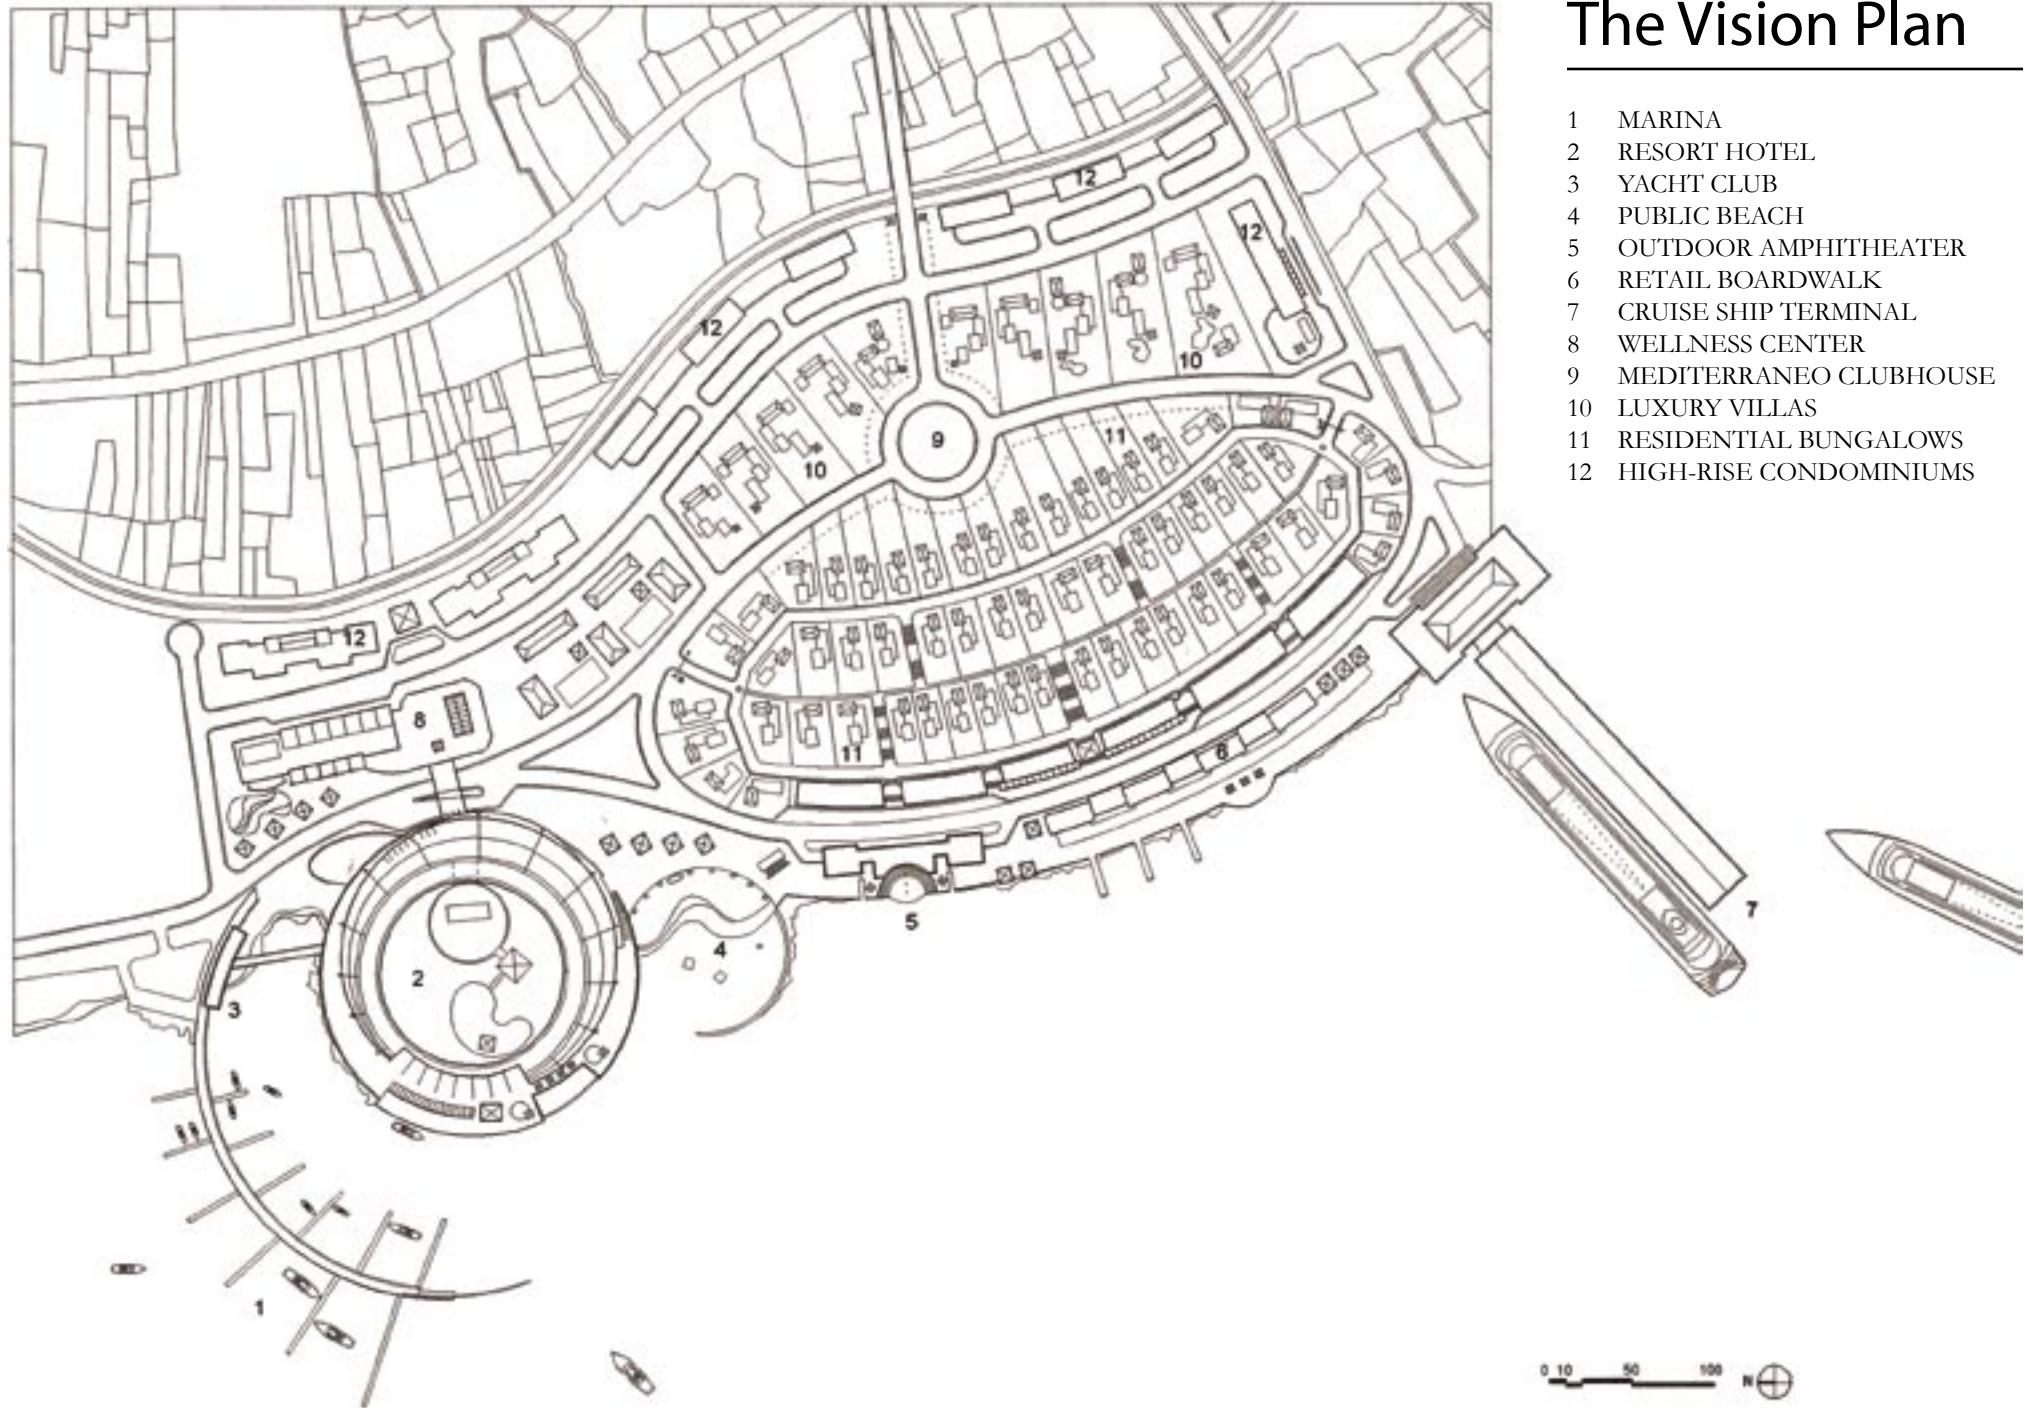 The Vision Plan
1 MARINA
2 RESORT HOTEL
3 YACHT CLUB
4 PUBLIC BEACH
5 OUTDOOR AMPHITHEATER
6 RETAIL BOARDWALK
7 CRUISE SHIP TERMINAL
8 WELLNESS CENTER
9 MEDITERRANEO CLUBHOUSE
10 LUXURY VILLAS
11 RESIDENTIAL BUNGALOWS
12 HIGH-RISE CONDOMINIUMS
12
12
12
10
9
11
10
12
8
11
6
7
5
4
2
3
1
0 10 50 100 N